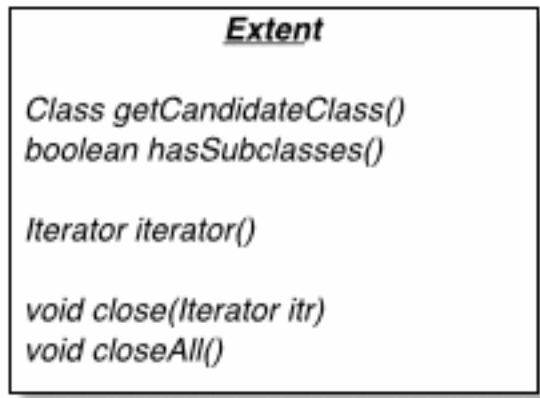 Extent
Class getCandidateClass()
boolean hasSubclasses()
Iterator iterator()
void close(Iterator itr)
void closeAll()